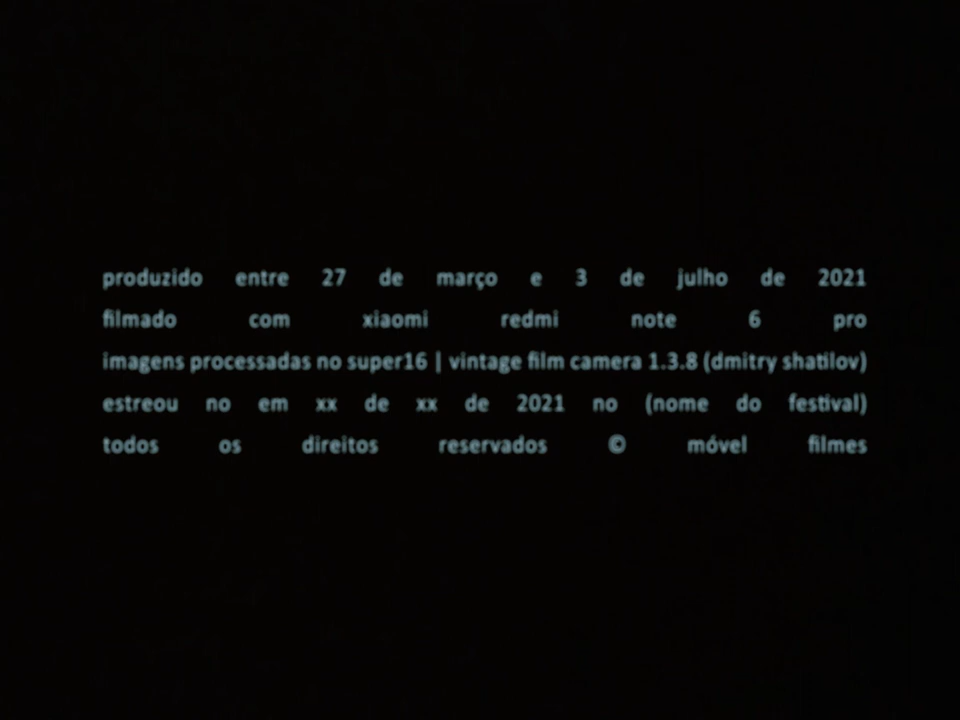 produzido entre 27 de março e 3 de julho de 2021
filmado com xiaomi redmi note 6 pro
imagens processadas no super16 | vintage film camera 1.3.8 (dmitry shatilov)
estreou no em xx de xx de 2021 no (nome do festival)
todos os direitos reservados © móvel filmes